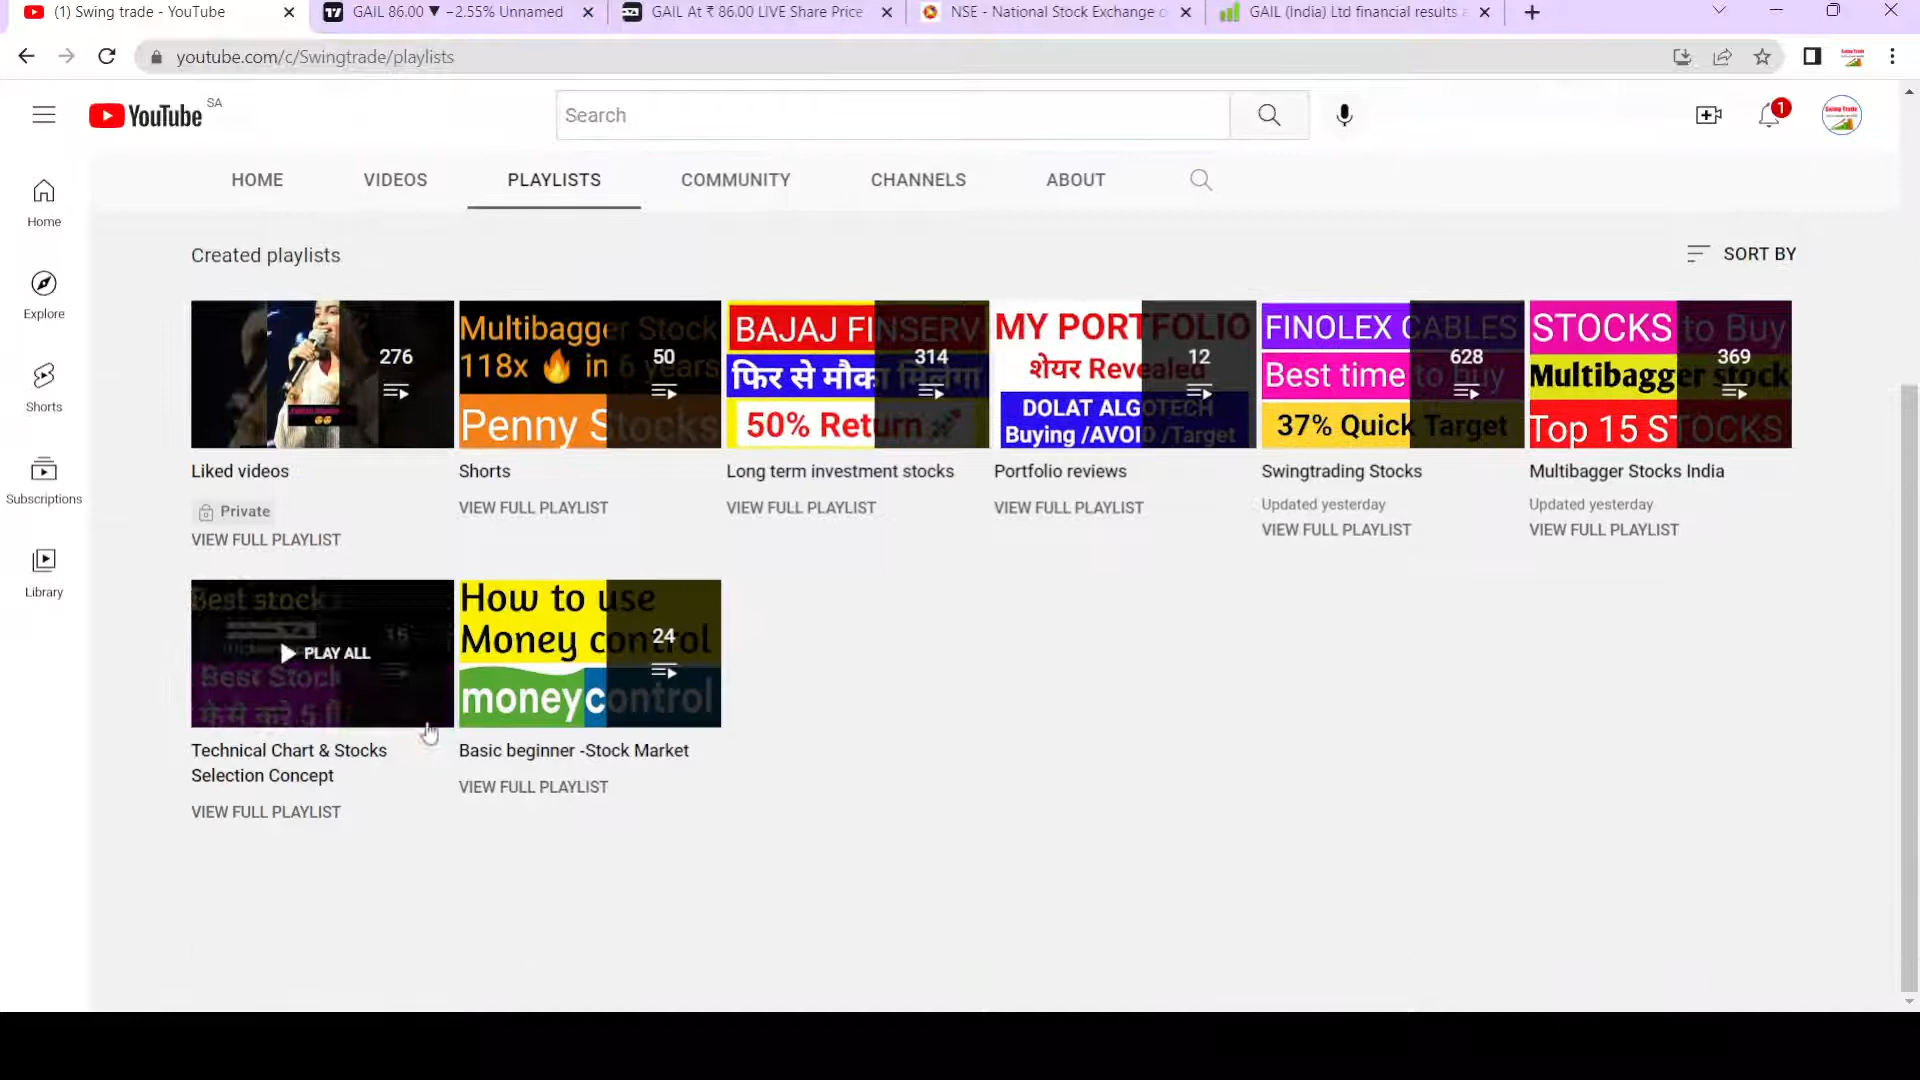 (1) Swing trade - YouTube
GAIL 86.00 ▼ −2.55% Unnamed
GAIL At ₹ 86.00 LIVE Share Price
NSE - National Stock Exchange
GAIL (India) Ltd financial results
youtube.com/c/Swingtrade/playlists
YouTube SA
Search
1
HOME
VIDEOS
PLAYLISTS
COMMUNITY
CHANNELS
ABOUT
Home
Explore
Shorts
Subscriptions
Library
Created playlists
SORT BY
276
Liked videos
Private
VIEW FULL PLAYLIST
Multibagger Stock
118x 🔥 in 6 years
Penny Stocks
50
Shorts
VIEW FULL PLAYLIST
BAJAJ FINSERV
फिर से मौका मिलेगा
50% Return
314
Long term investment stocks
VIEW FULL PLAYLIST
MY PORTFOLIO
शेयर Revealed
DOLAT ALGOTECH
Buying /AVOID /Target
12
Portfolio reviews
VIEW FULL PLAYLIST
FINOLEX CABLES
Best time to buy
37% Quick Target
628
Swingtrading Stocks
Updated yesterday
VIEW FULL PLAYLIST
STOCKS to Buy
Multibagger stock
Top 15 STOCKS
369
Multibagger Stocks India
Updated yesterday
VIEW FULL PLAYLIST
Best stock
16
PLAY ALL
Best Stock
कैसे करे 5
Technical Chart & Stocks
Selection Concept
VIEW FULL PLAYLIST
How to use
Money control
moneycontrol
24
Basic beginner -Stock Market
VIEW FULL PLAYLIST